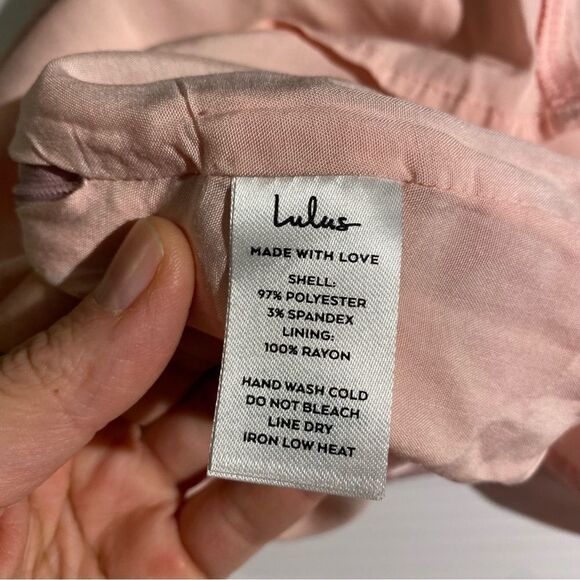 Lulus
MADE WITH LOVE
SHELL:
97% POLYESTER
3% SPANDEX
LINING:
100% RAYON
HAND WASH COLD
DO NOT BLEACH
LINE DRY
IRON LOW HEAT